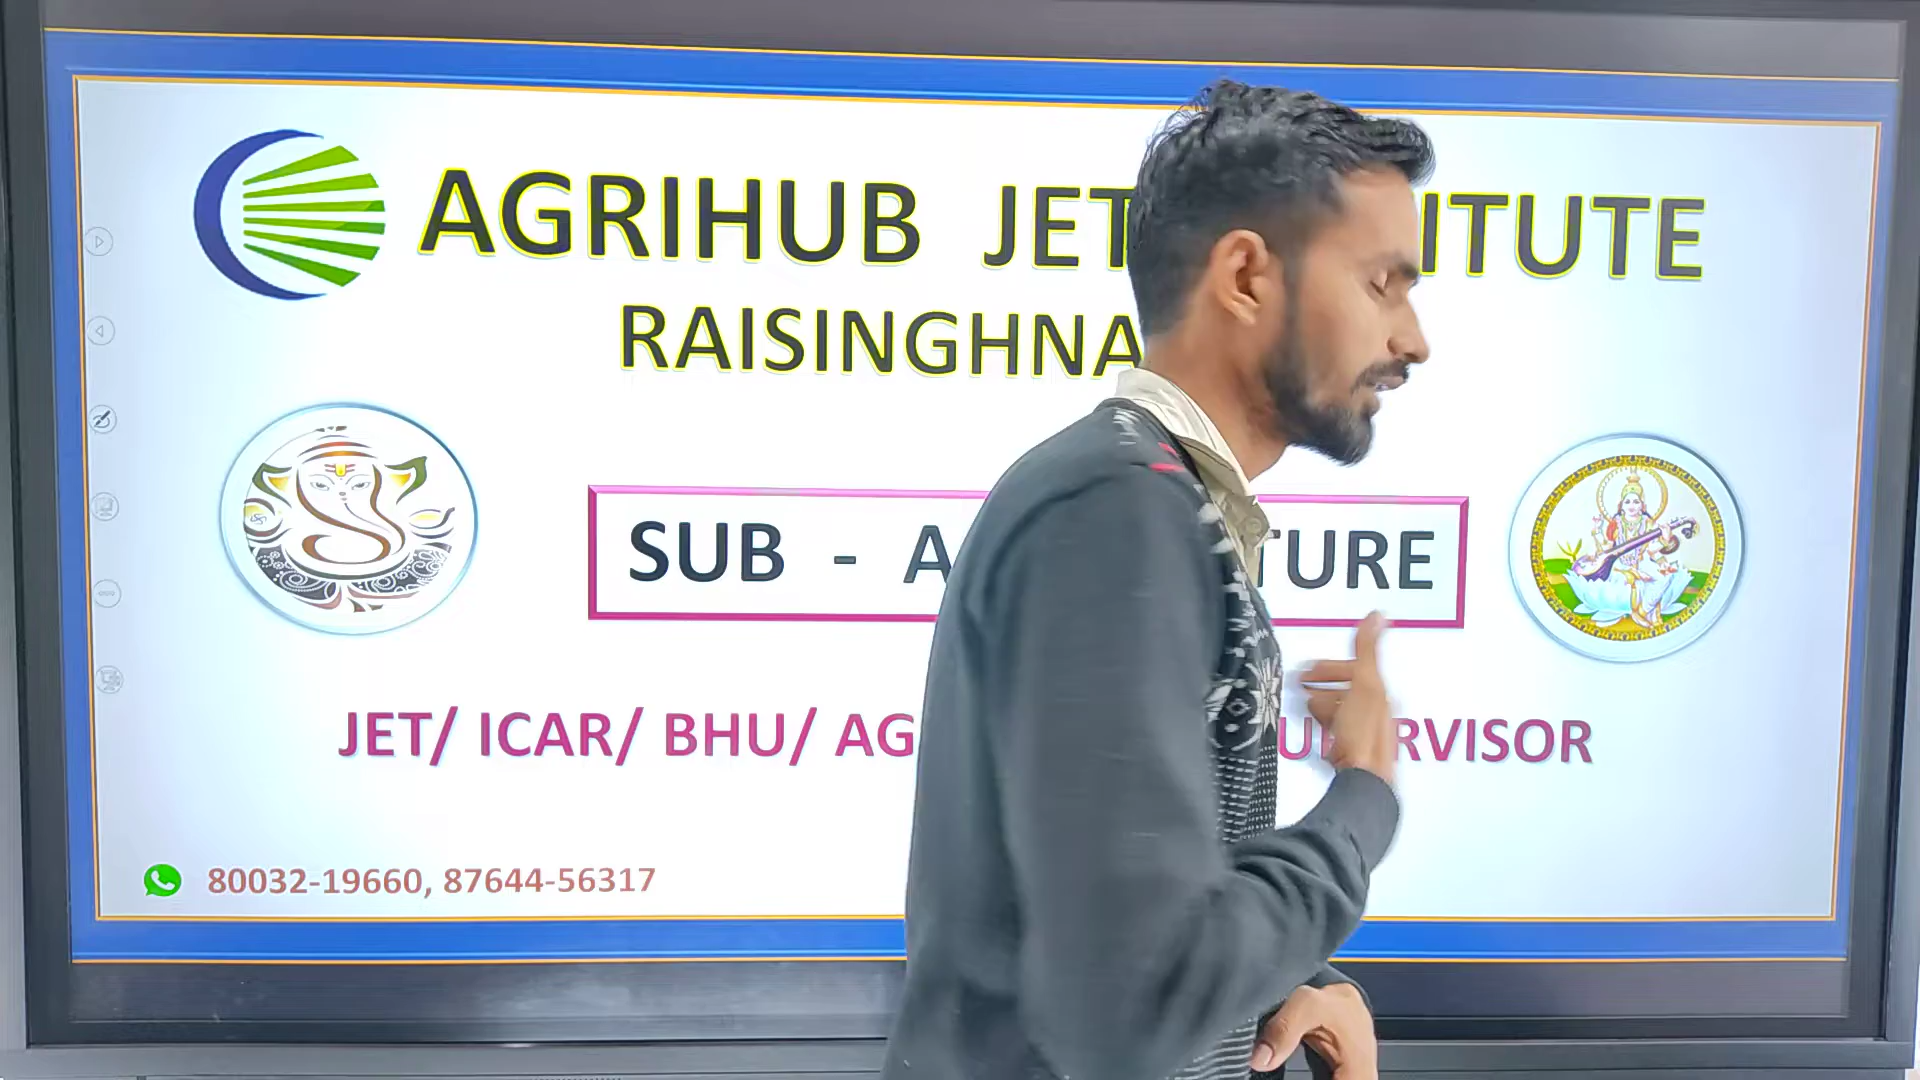 AGRIHUB JET ITUTE
RAISINGHNA
SUB - A TURE
JET/ ICAR/ BHU/ AG RVISOR
80032-19660, 87644-56317